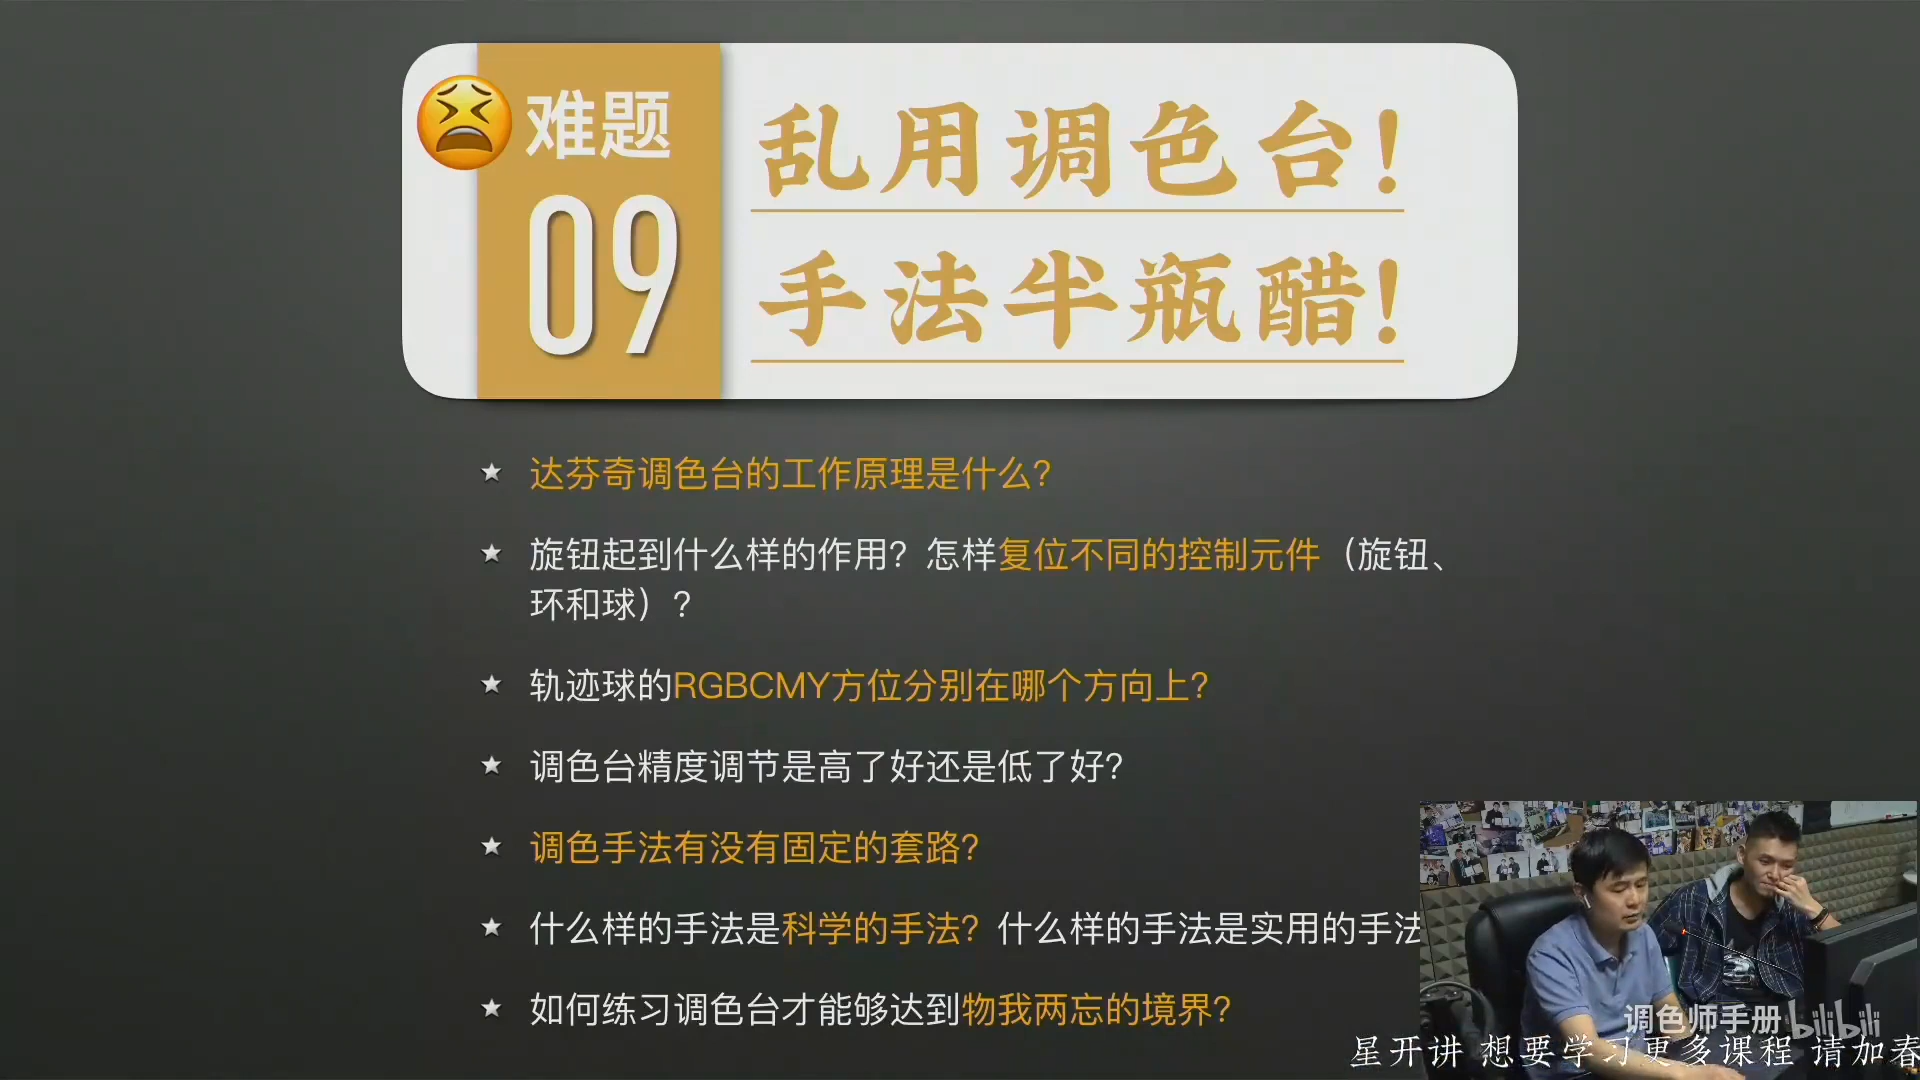 难题
09
乱用调色台!
手法半瓶醋!
达芬奇调色台的工作原理是什么?
旋钮起到什么样的作用?怎样复位不同的控制元件（旋钮、
环和球）?
轨迹球的RGBCMY方位分别在哪个方向上?
调色台精度调节是高了好还是低了好?
调色手法有没有固定的套路?
什么样的手法是科学的手法?什么样的手法是实用的手法
如何练习调色台才能够达到物我两忘的境界?
调色师手册 bilibili
星开讲 想要学习更多课程 请加春